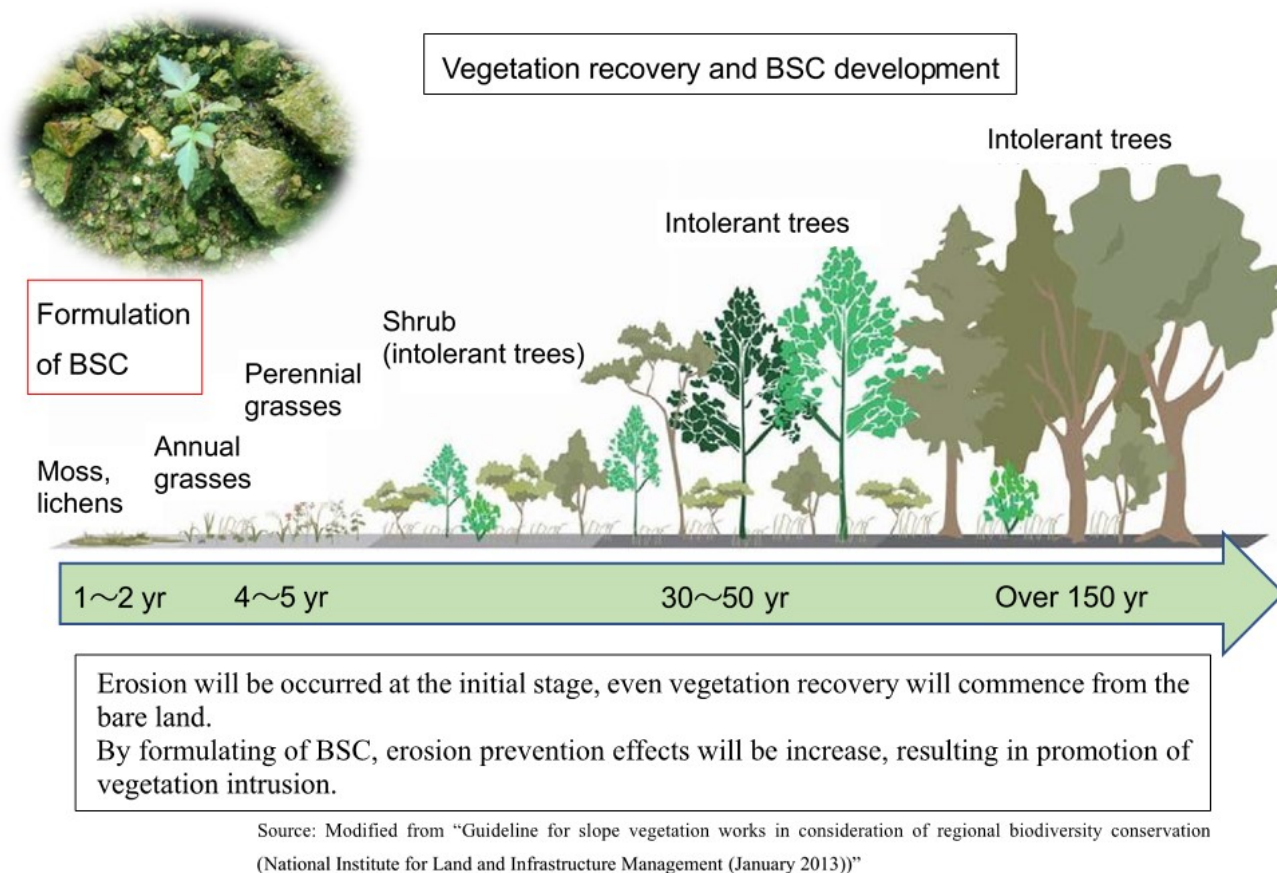 Vegetation recovery and BSC development
Intolerant trees
Intolerant trees
Formulation
of BSC
Shrub
(intolerant trees)
Perennial
grasses
Annual
grasses
Moss,
lichens
1～2 yr
4～5 yr
30～50 yr
Over 150 yr
Erosion will be occurred at the initial stage, even vegetation recovery will commence from the
bare land.
By formulating of BSC, erosion prevention effects will be increase, resulting in promotion of
vegetation intrusion.
Source: Modified from “Guideline for slope vegetation works in consideration of regional biodiversity conservation
(National Institute for Land and Infrastructure Management (January 2013))”